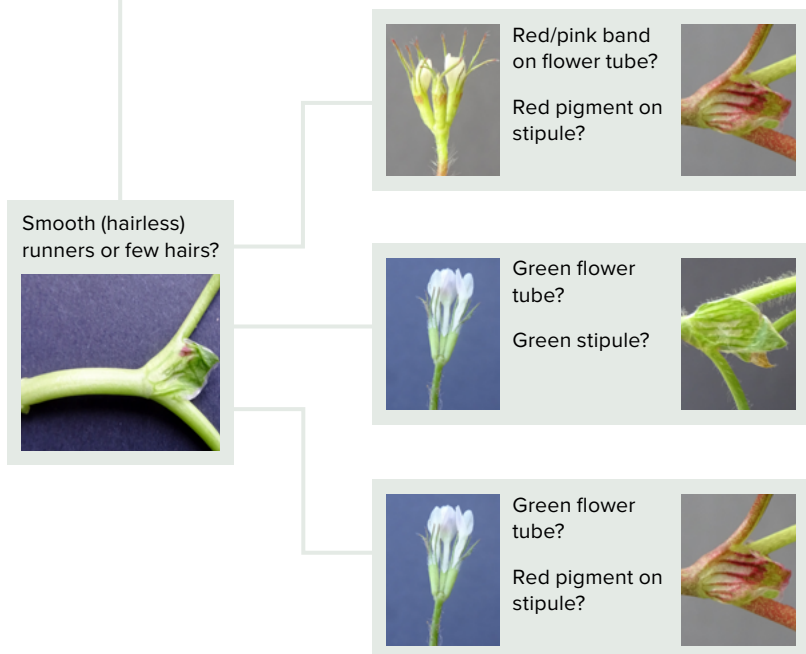 Red/pink band
on flower tube?
Red pigment on
stipule?
Smooth (hairless)
runners or few hairs?
Green flower
tube?
Green stipule?
Green flower
tube?
Red pigment on
stipule?